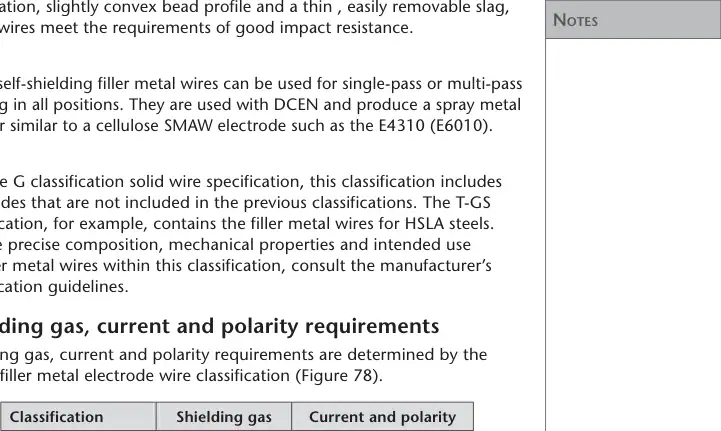 ation, slightly convex bead profile and a thin , easily removable slag,
wires meet the requirements of good impact resistance.
NOTES
self-shielding filler metal wires can be used for single-pass or multi-pass
g in all positions. They are used with DCEN and produce a spray metal
r similar to a cellulose SMAW electrode such as the E4310 (E6010).
e G classification solid wire specification, this classification includes
des that are not included in the previous classifications. The T-GS
cation, for example, contains the filler metal wires for HSLA steels.
e precise composition, mechanical properties and intended use
er metal wires within this classification, consult the manufacturer’s
cation guidelines.
ding gas, current and polarity requirements
ng gas, current and polarity requirements are determined by the
filler metal electrode wire classification (Figure 78).
Classification Shielding gas Current and polarity